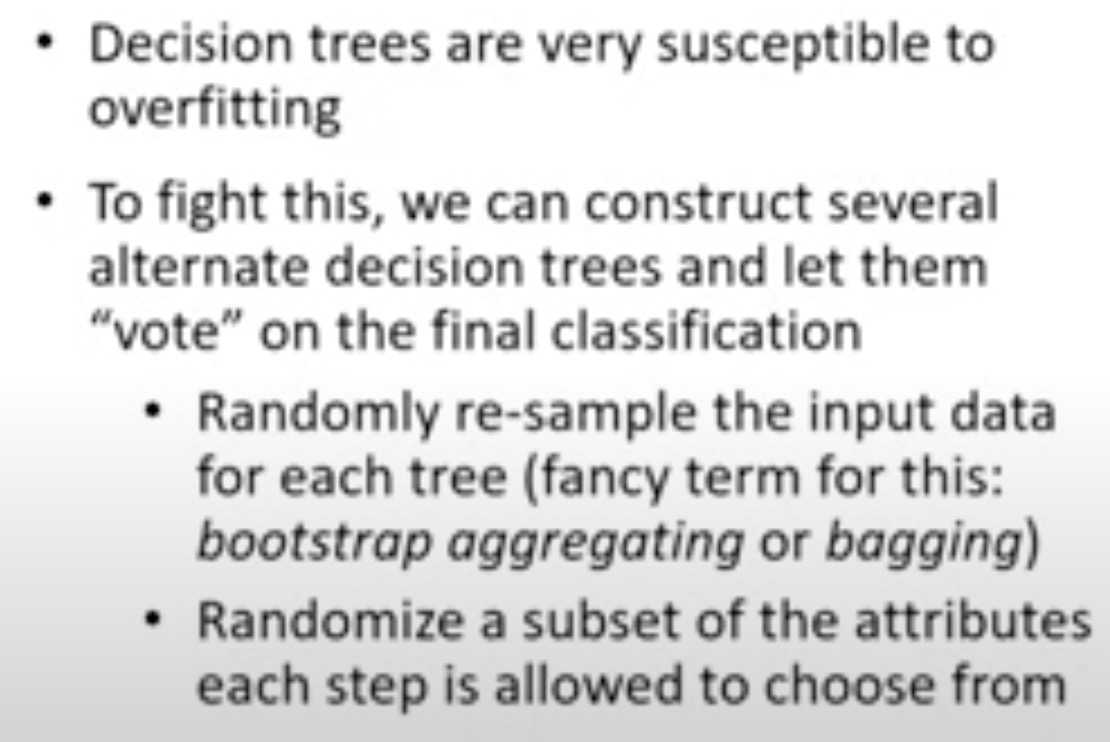 • Decision trees are very susceptible to
overfitting
• To fight this, we can construct several
alternate decision trees and let them
“vote” on the final classification
• Randomly re-sample the input data
for each tree (fancy term for this:
bootstrap aggregating or bagging)
• Randomize a subset of the attributes
each step is allowed to choose from